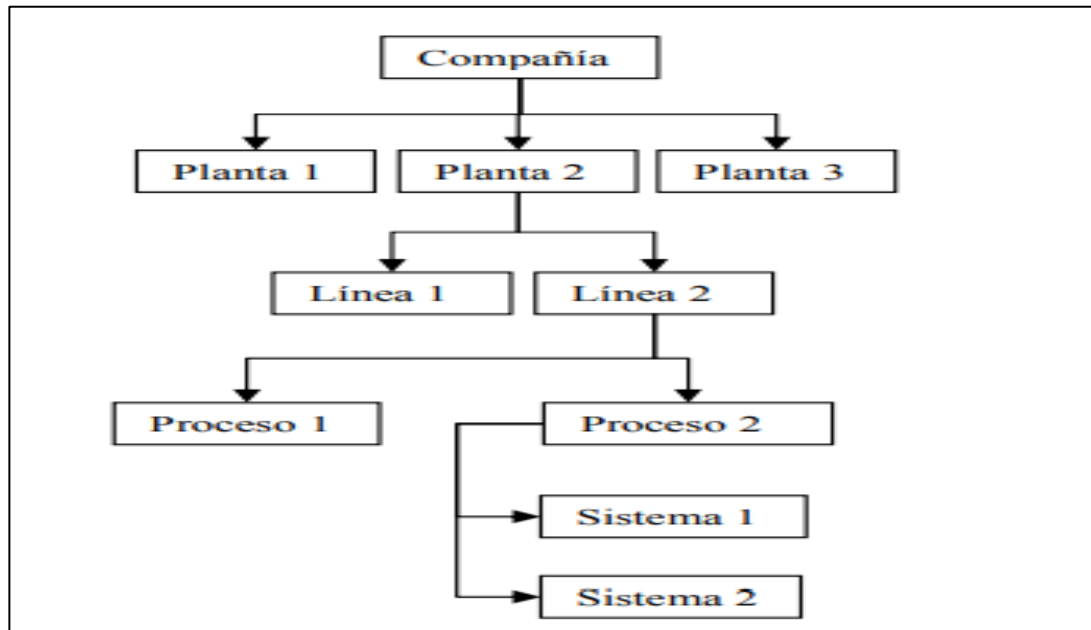 Compañía
Planta 1
Planta 2
Planta 3
Línea 1
Línea 2
Proceso 1
Proceso 2
Sistema 1
Sistema 2